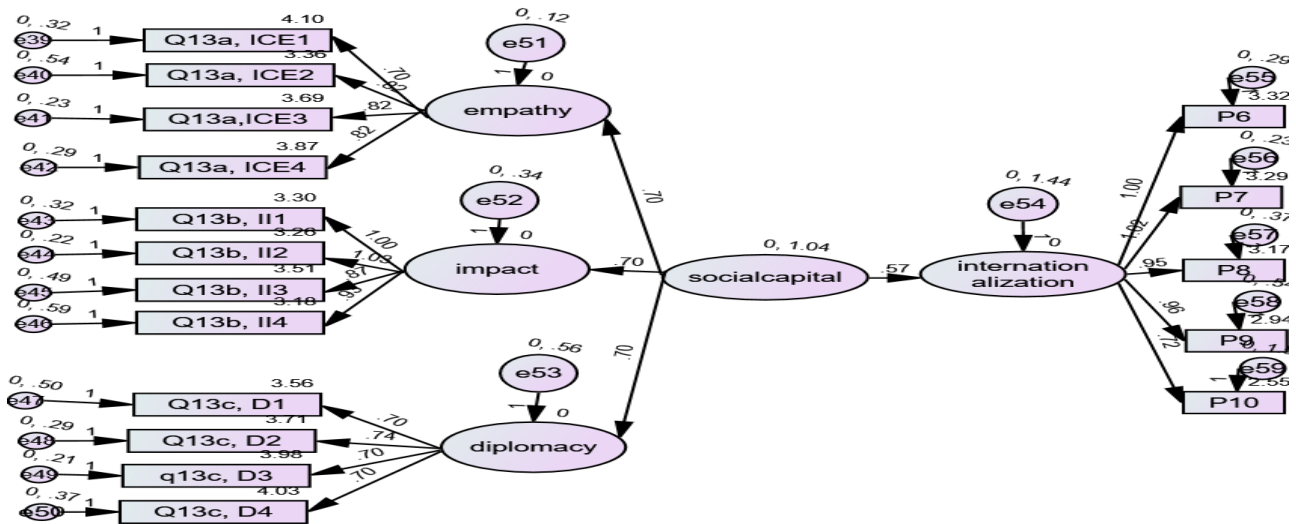 0, .32
4.10
e39
1
Q13a, ICE1
0, .54
3.36
e40
1
Q13a, ICE2
0, .23
3.69
e41
1
Q13a,ICE3
0, .29
3.87
e42
1
Q13a, ICE4
.70
.82
.82
.82
0, .12
e51
1
0
empathy
0, .32
3.30
e43
1
Q13b, II1
0, .22
3.26
e44
1
Q13b, II2
0, .49
3.51
e45
1
Q13b, II3
0, .59
3.18
e46
1
Q13b, II4
1.00
1.03
.87
0, .34
e52
1
0
impact
0, .50
3.56
e47
1
Q13c, D1
0, .29
3.71
e48
1
Q13c, D2
0, .21
3.98
e49
1
q13c, D3
0, .37
4.03
e50
1
Q13c, D4
.70
.74
.70
.70
0, .56
e53
1
0
diplomacy
.70
.70
.70
0, 1.04
socialcapital
.57
0, 1.44
e54
1
0
internation
alization
1.00
1.02
.95
.96
.72
0, .29
e55
3.32
P6
0, .23
e56
3.29
P7
0, .37
e57
3.17
P8
e58
2.94
P9
e59
1
2.55
P10